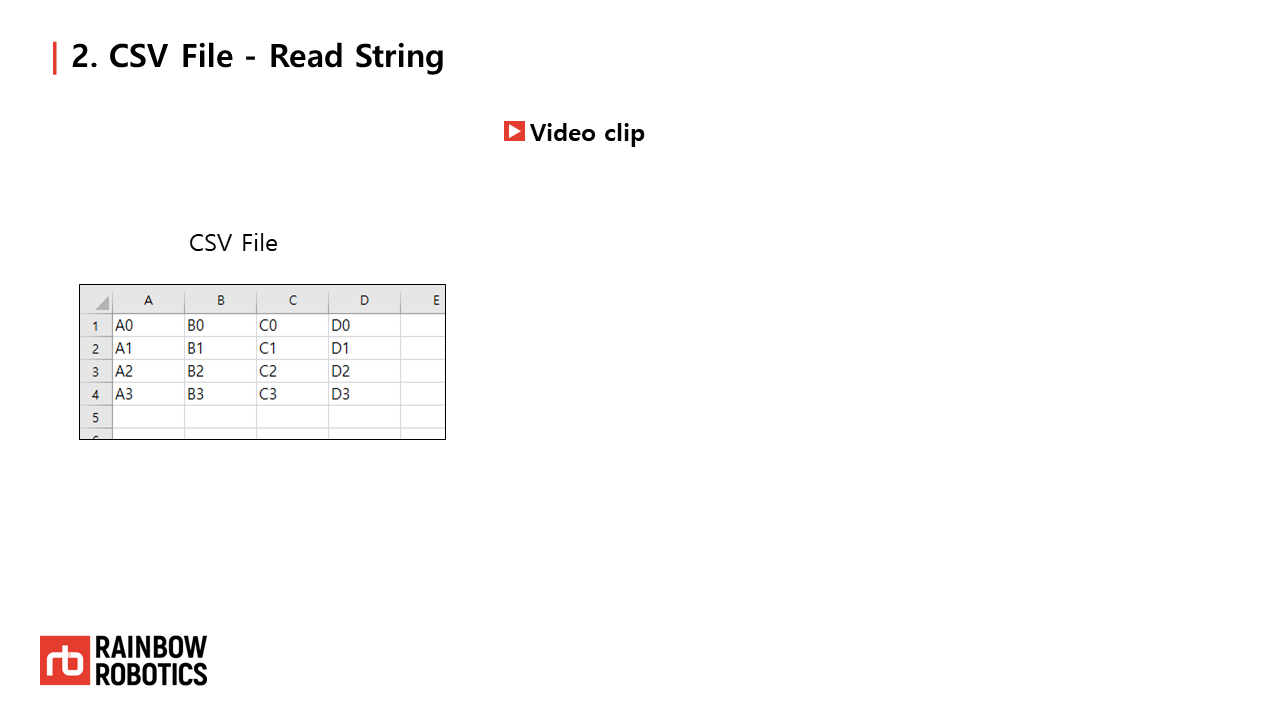 2. CSV File - Read String
Video clip
CSV File
A B C D E
1 A0 B0 C0 D0
2 A1 B1 C1 D1
3 A2 B2 C2 D2
4 A3 B3 C3 D3
5
rb RAINBOW
ROBOTICS